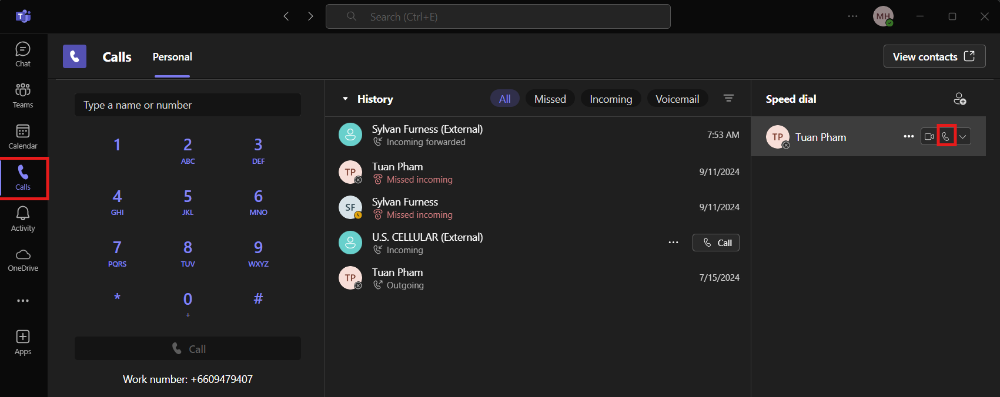 Search (Ctrl+E)
MH
Chat
Teams
Calendar
Calls
Activity
OneDrive
Apps
Calls
Personal
View contacts
Type a name or number
1
2
ABC
3
DEF
4
GHI
5
JKL
6
MNO
7
PQRS
8
TUV
9
WXYZ
*
0
+
#
Call
Work number: +6609479407
History
All
Missed
Incoming
Voicemail
Sylvan Furness (External)
Incoming forwarded
7:53 AM
TP
Tuan Pham
Missed incoming
9/11/2024
SF
Sylvan Furness
Missed incoming
9/11/2024
U.S. CELLULAR (External)
Incoming
Call
TP
Tuan Pham
Outgoing
7/15/2024
Speed dial
TP
Tuan Pham